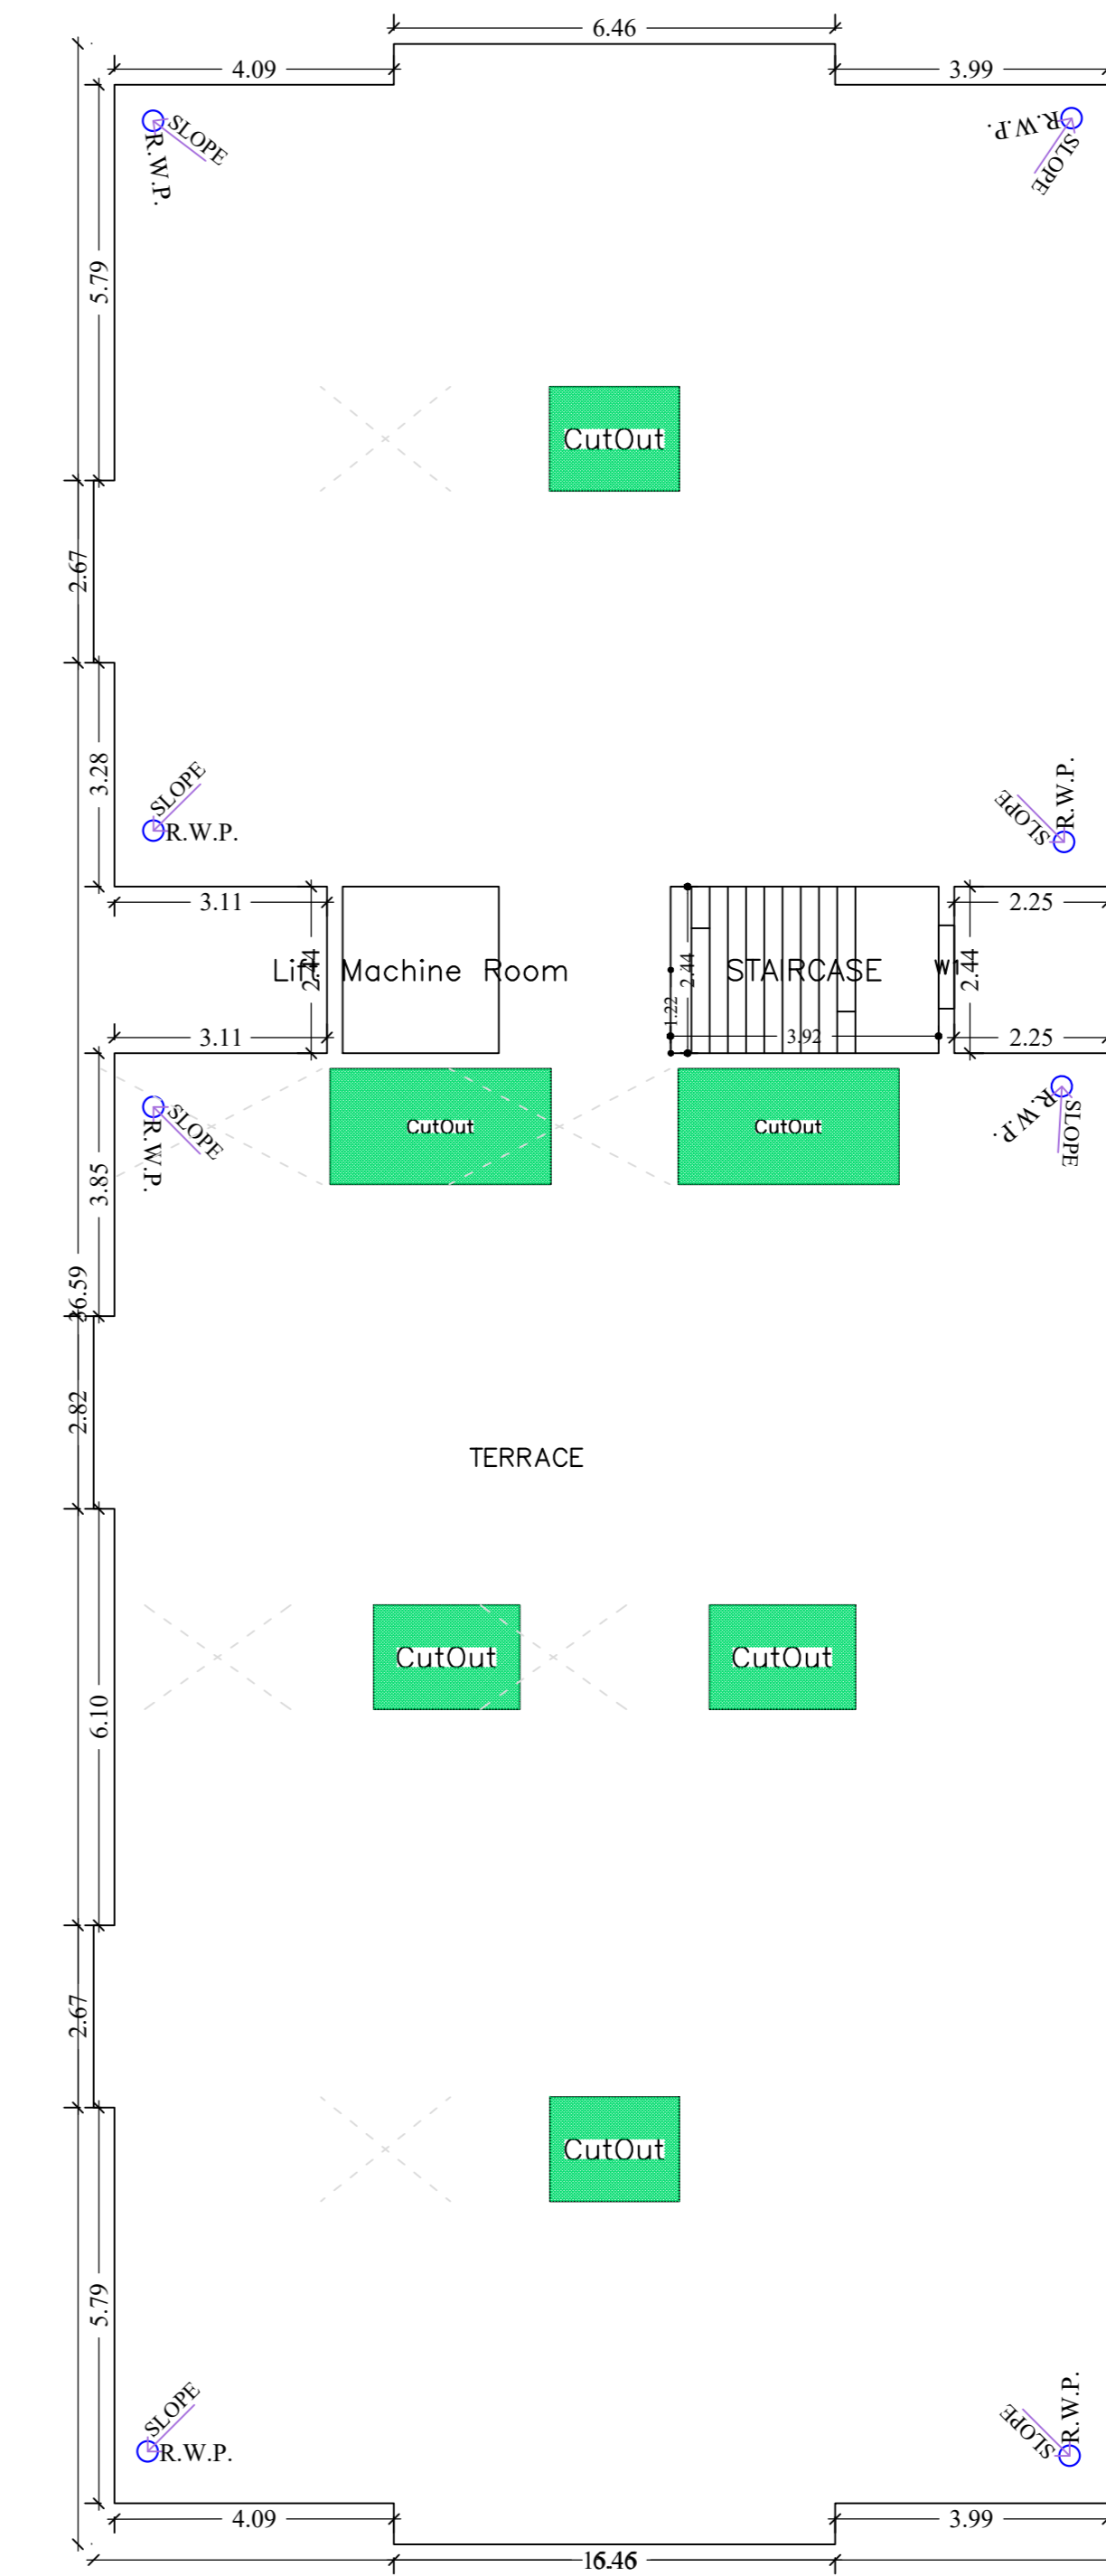 6.46
4.09
3.99
SLOPE
R.W.P.
R.W.P.
SLOPE
5.79
CutOut
2.67
3.28
SLOPE
R.W.P.
SLOPE
R.W.P.
3.11
2.25
2.44
Lift Machine Room
2.44
1.22
STAIRCASE
W1
2.44
3.92
3.11
2.25
SLOPE
R.W.P.
CutOut
CutOut
R.W.P.
SLOPE
3.85
36.59
2.82
TERRACE
CutOut
CutOut
6.10
2.67
CutOut
5.79
SLOPE
R.W.P.
SLOPE
R.W.P.
4.09
3.99